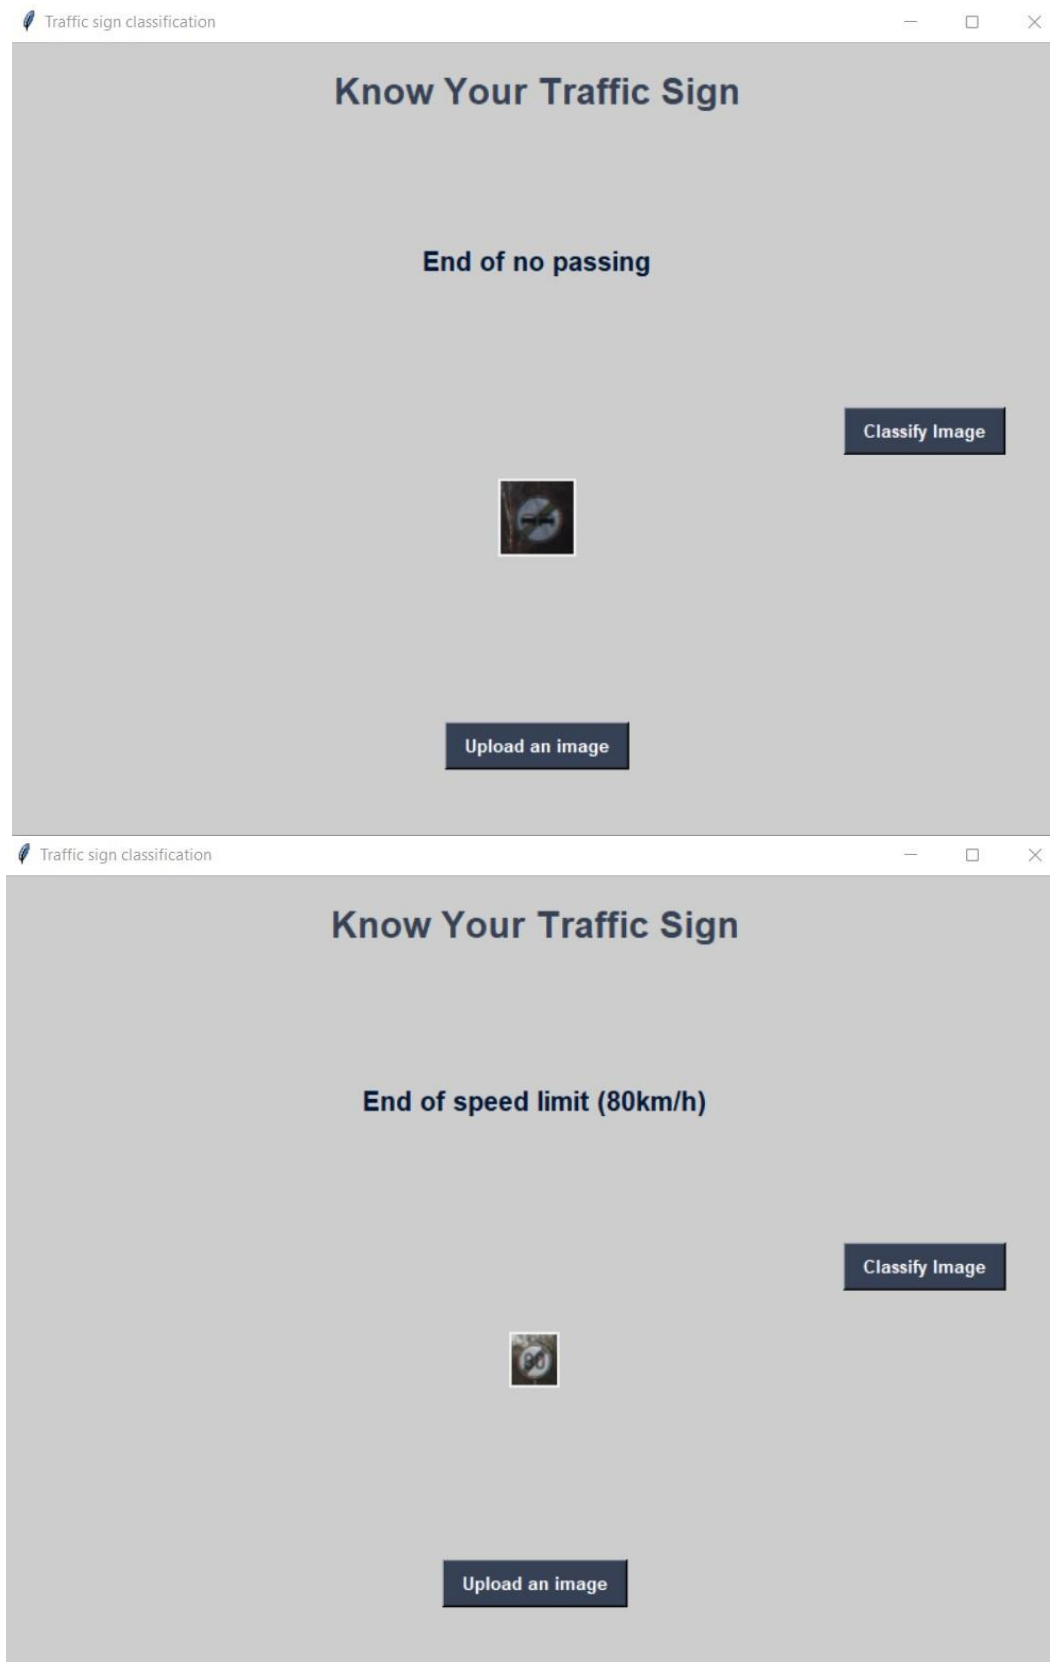 Traffic sign classification
Know Your Traffic Sign
End of no passing
Classify Image
Upload an image
Traffic sign classification
Know Your Traffic Sign
End of speed limit (80km/h)
Classify Image
80
Upload an image